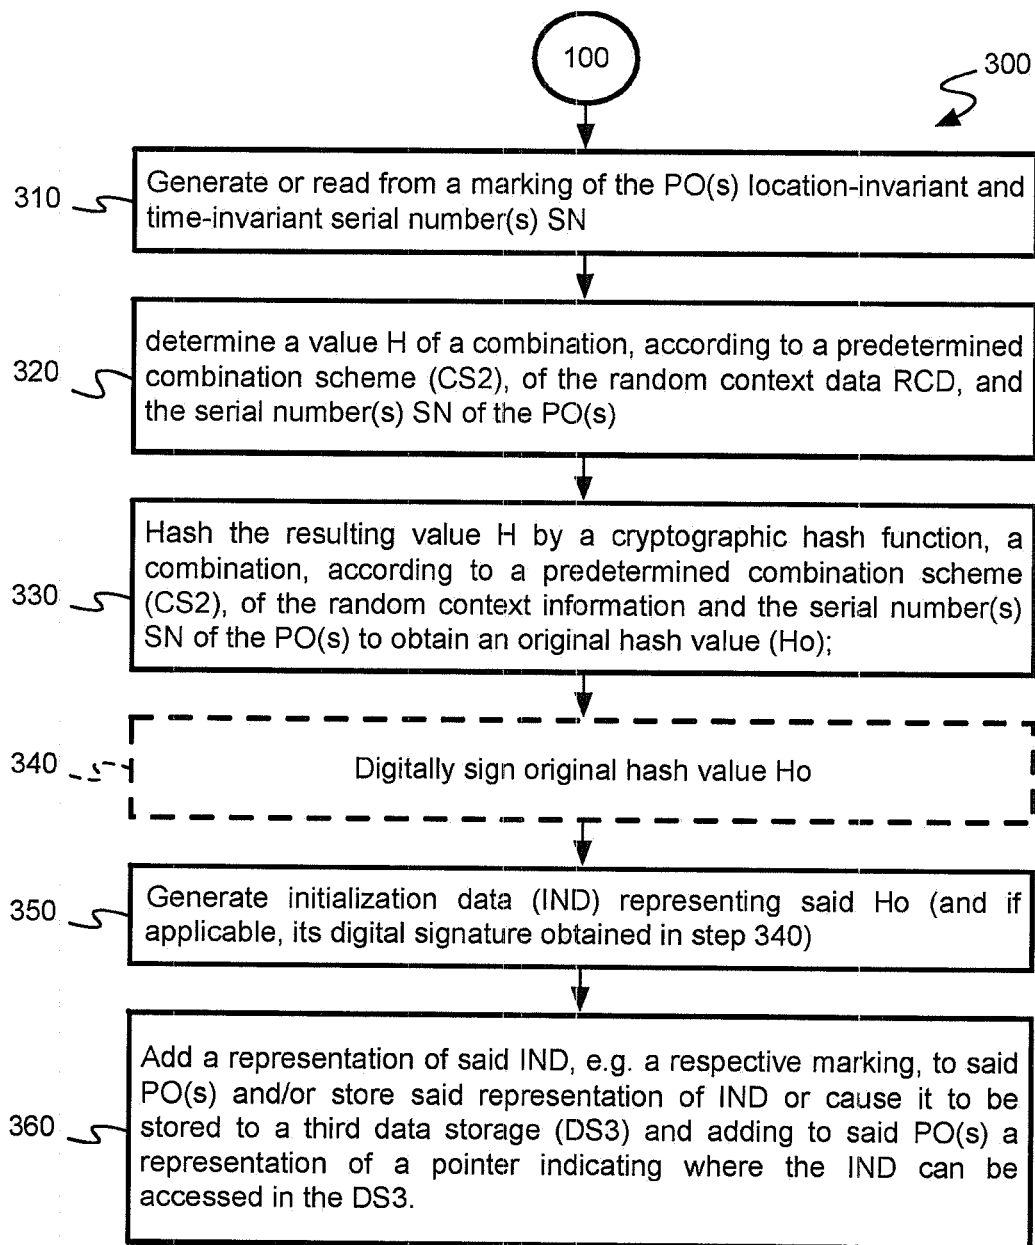 100
300
310
Generate or read from a marking of the PO(s) location-invariant and
time-invariant serial number(s) SN
320
determine a value H of a combination, according to a predetermined
combination scheme (CS2), of the random context data RCD, and
the serial number(s) SN of the PO(s)
330
Hash the resulting value H by a cryptographic hash function, a
combination, according to a predetermined combination scheme
(CS2), of the random context information and the serial number(s)
SN of the PO(s) to obtain an original hash value (Ho);
340
Digitally sign original hash value Ho
350
Generate initialization data (IND) representing said Ho (and if
applicable, its digital signature obtained in step 340)
360
Add a representation of said IND, e.g. a respective marking, to said
PO(s) and/or store said representation of IND or cause it to be
stored to a third data storage (DS3) and adding to said PO(s) a
representation of a pointer indicating where the IND can be
accessed in the DS3.